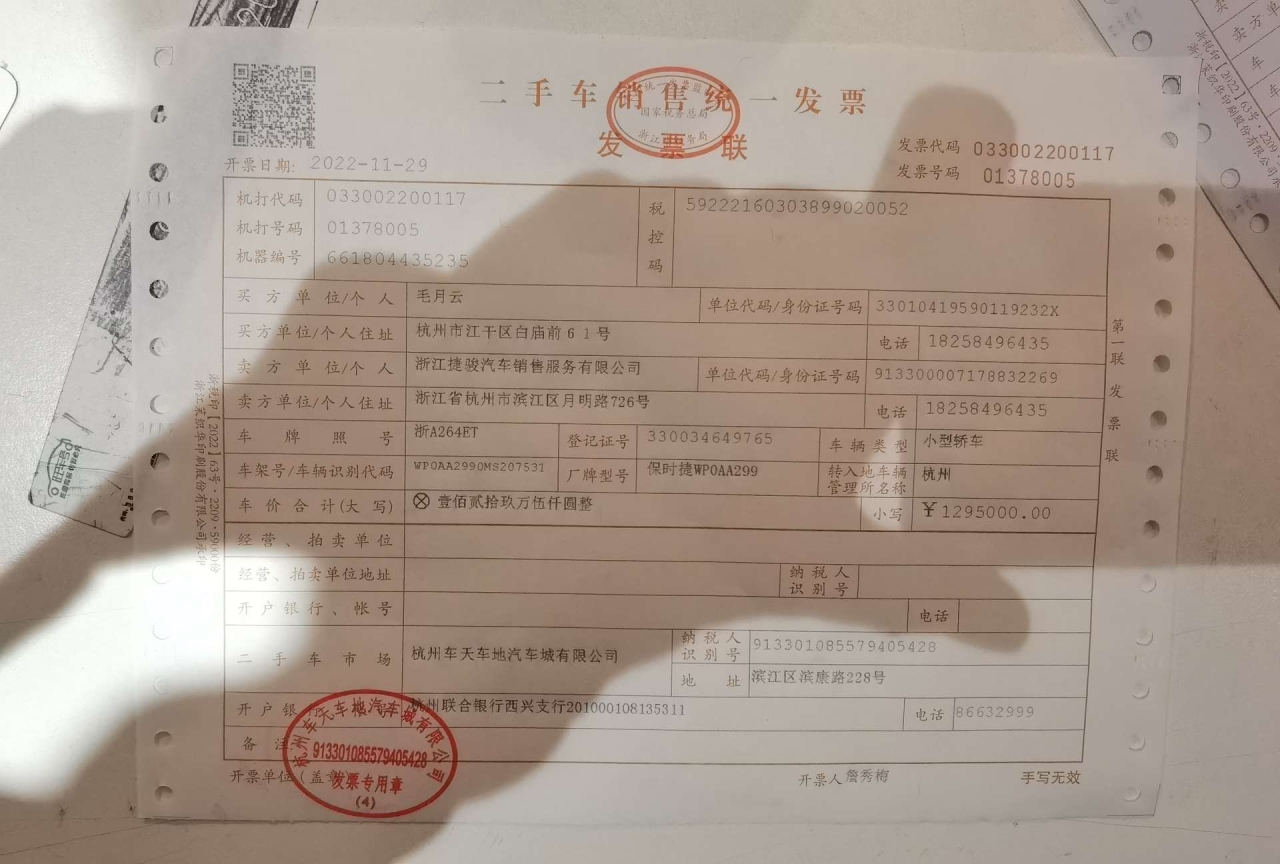 二手车销售统一发票
发票联
开票日期: 2022-11-29
发票代码 033002200117
发票号码 01378005
机打代码 033002200117
机打号码 01378005
机器编号 661804435235
税控码 59222160303899020052
买方单位/个人 毛月云 单位代码/身份证号码 33010419590119232X
买方单位/个人住址 杭州市江干区白庙前61号 电话 18258496435
卖方单位/个人 浙江捷骏汽车销售服务有限公司 单位代码/身份证号码 913300007178832269
卖方单位/个人住址 浙江省杭州市滨江区月明路726号 电话 18258496435
车牌照号 浙A264ET 登记证号 330034649765 车辆类型 小型轿车
车架号/车辆识别代码 WP0AA2990MS207531 厂牌型号 保时捷WP0AA299 转入地车辆管理所名称 杭州
车价合计(大写) ⊗ 壹佰贰拾玖万伍仟圆整 小写 ¥1295000.00
经营、拍卖单位
经营、拍卖单位地址 纳税人识别号
开户银行、帐号 电话
二手车市场 杭州车天车地汽车城有限公司 纳税人识别号 913301085579405428
地址 滨江区滨康路228号
开户银 杭州联合银行西兴支行201000108135311 电话 86632999
备注:
开票单位(盖章) 开票人 詹秀梅 手写无效
杭州车天车地汽车城有限公司
913301085579405428
发票专用章
(4)
第一联 发票联
国家税务总局